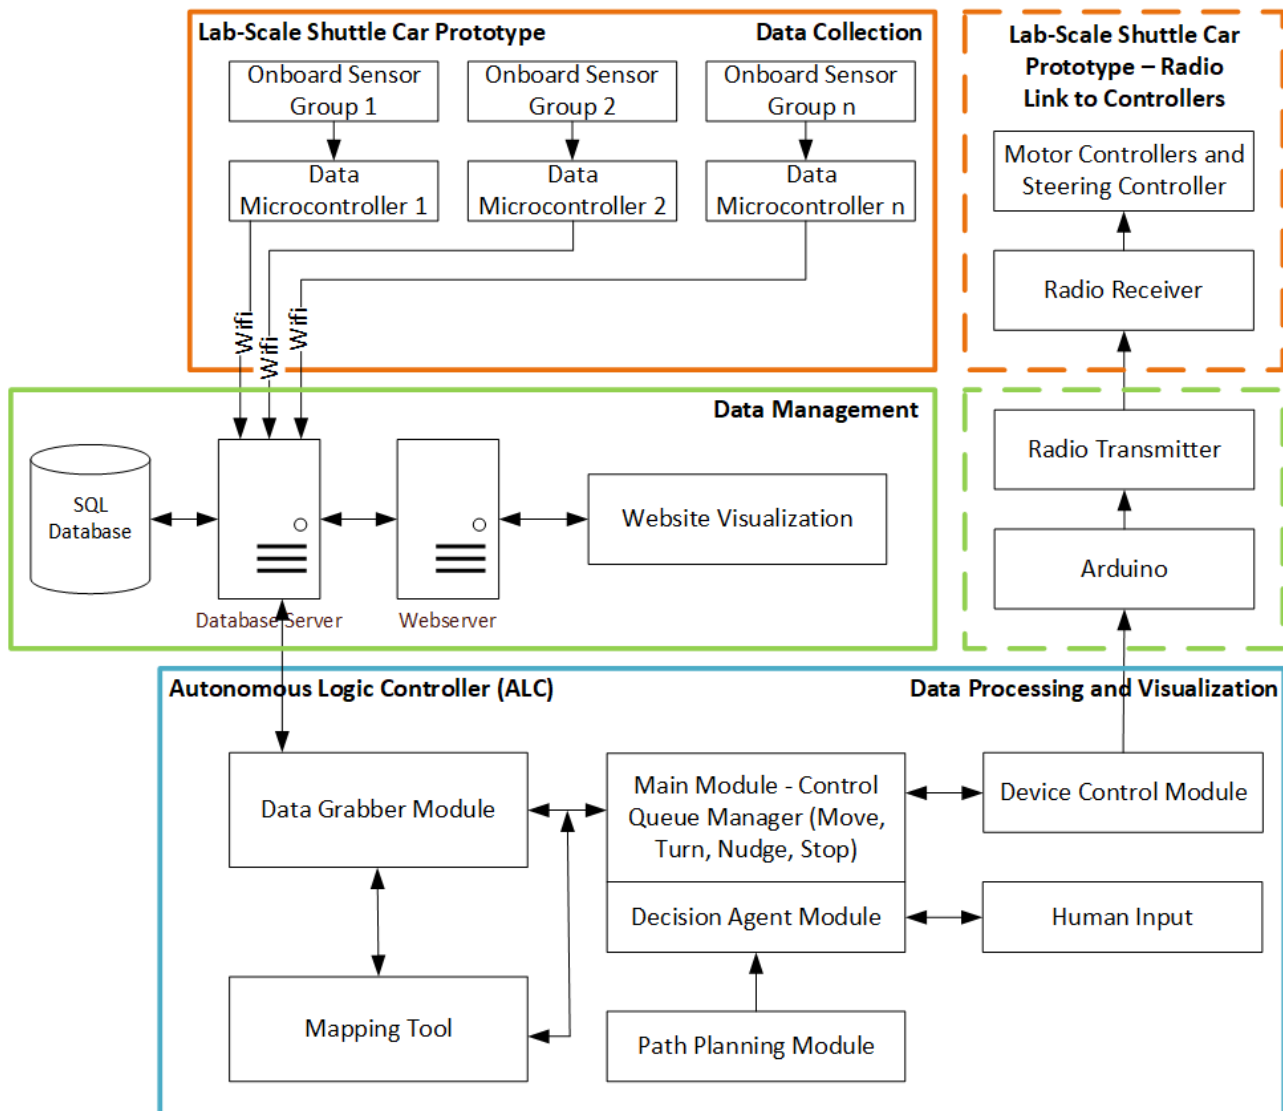 Lab-Scale Shuttle Car Prototype
Data Collection
Onboard Sensor
Group 1
Onboard Sensor
Group 2
Onboard Sensor
Group n
Data
Microcontroller 1
Data
Microcontroller 2
Data
Microcontroller n
Wifi
Wifi
Wifi
Lab-Scale Shuttle Car
Prototype – Radio
Link to Controllers
Motor Controllers and
Steering Controller
Radio Receiver
Data Management
SQL
Database
Database Server
Webserver
Website Visualization
Radio Transmitter
Arduino
Autonomous Logic Controller (ALC)
Data Processing and Visualization
Data Grabber Module
Mapping Tool
Main Module - Control
Queue Manager (Move,
Turn, Nudge, Stop)
Decision Agent Module
Path Planning Module
Device Control Module
Human Input